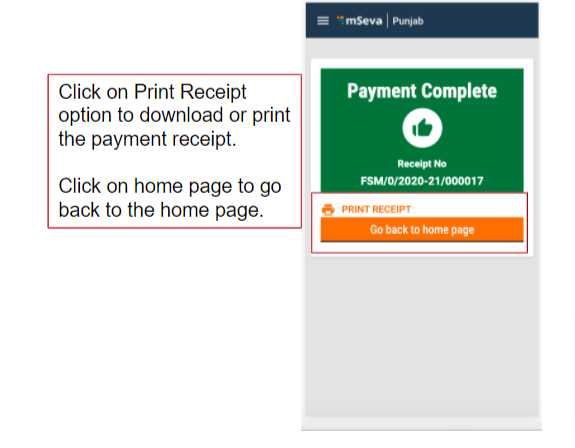 Click on Print Receipt
option to download or print
the payment receipt.
Click on home page to go
back to the home page.
mSeva | Punjab
Payment Complete
Receipt No
FSM/0/2020-21/000017
PRINT RECEIPT
Go back to home page